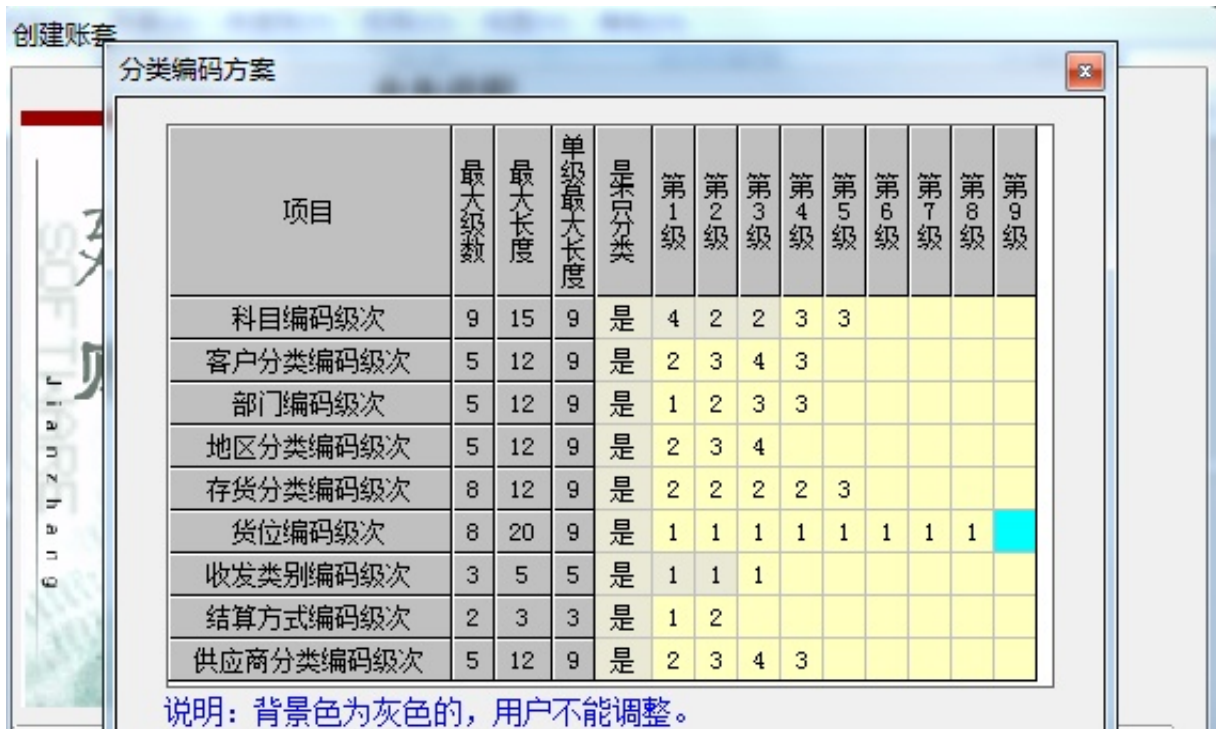 创建账套
分类编码方案
项目 最大级数 最大长度 单级最大长度 是否分类 第1级 第2级 第3级 第4级 第5级 第6级 第7级 第8级 第9级
科目编码级次 9 15 9 是 4 2 2 3 3
客户分类编码级次 5 12 9 是 2 3 4 3
部门编码级次 5 12 9 是 1 2 3 3
地区分类编码级次 5 12 9 是 2 3 4
存货分类编码级次 8 12 9 是 2 2 2 2 3
货位编码级次 8 20 9 是 1 1 1 1 1 1 1 1
收发类别编码级次 3 5 5 是 1 1 1
结算方式编码级次 2 3 3 是 1 2
供应商分类编码级次 5 12 9 是 2 3 4 3
说明：背景色为灰色的，用户不能调整。
Jianzhang
SOFTWARE